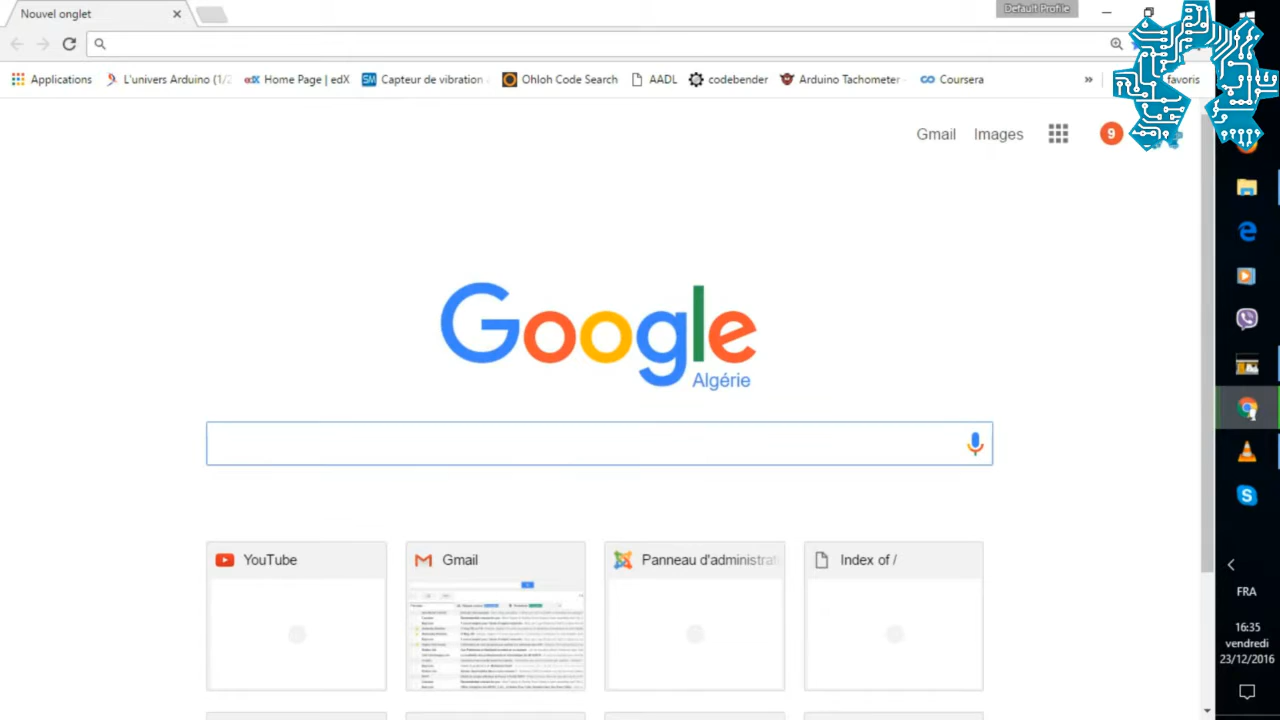 Nouvel onglet
Default Profile
Applications
L'univers Arduino (1/2
edX Home Page | edX
SM Capteur de vibration
Ohloh Code Search
AADL
codebender
Arduino Tachometer -
Coursera
»
favoris
Gmail
Images
9
Google
Algérie
YouTube
Gmail
Panneau d'administrat
Index of /
FRA
16:35
vendredi
23/12/2016